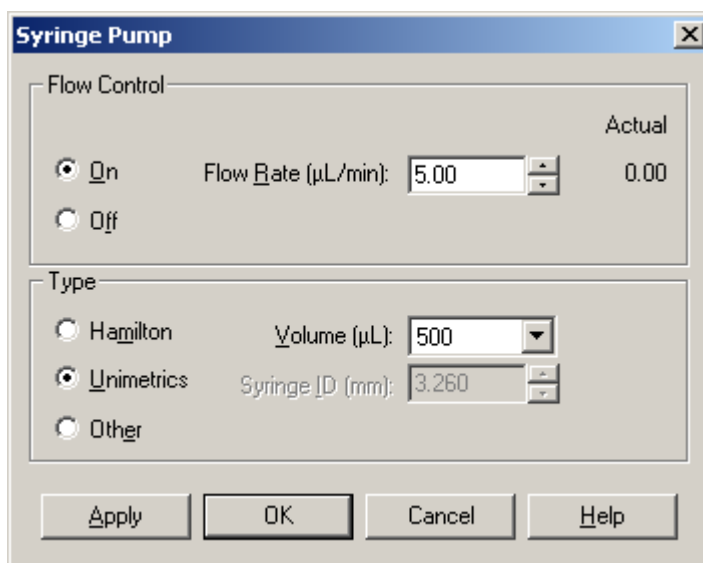 Syringe Pump
Flow Control
Actual
On Flow Rate (µL/min): 5.00 0.00
Off
Type
Hamilton Volume (µL): 500
Unimetrics Syringe ID (mm): 3.260
Other
Apply OK Cancel Help